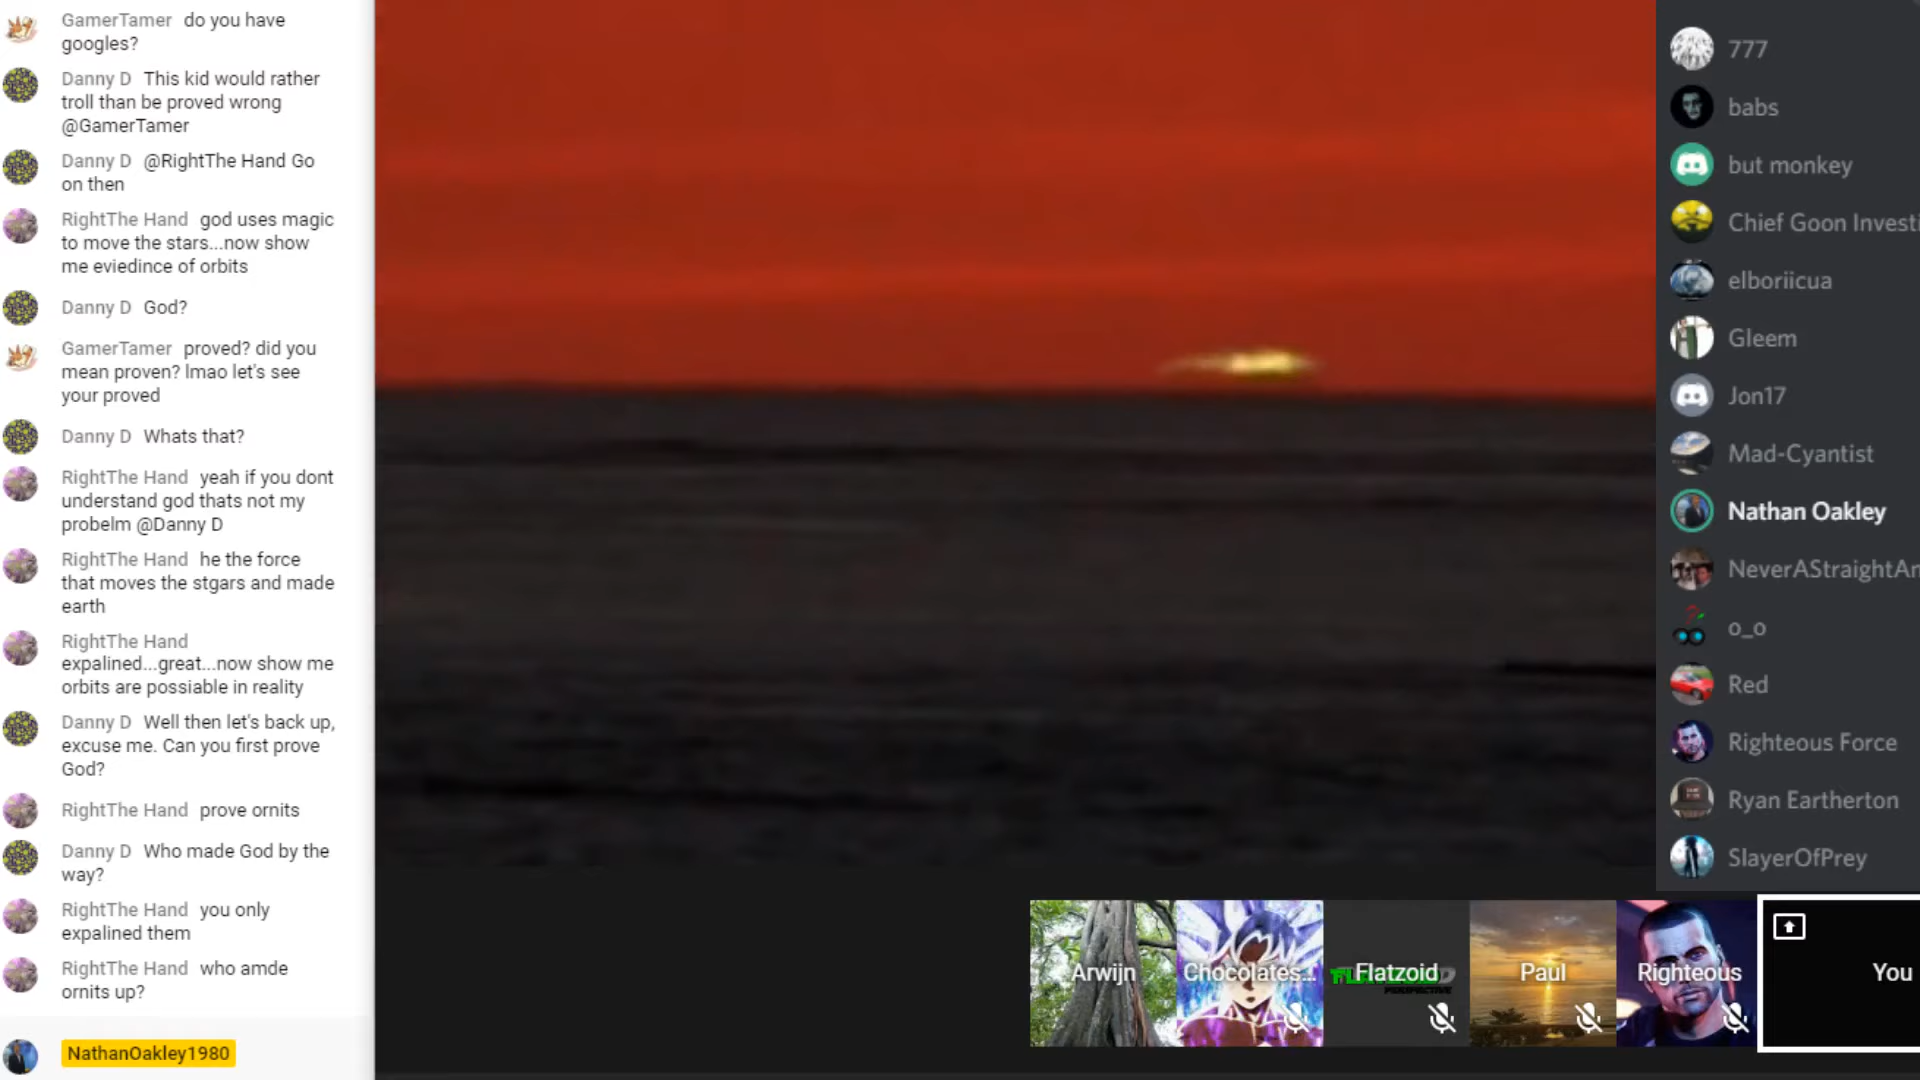 GamerTamer do you have
googles?
Danny D This kid would rather
troll than be proved wrong
@GamerTamer
Danny D @RightThe Hand Go
on then
RightThe Hand god uses magic
to move the stars...now show
me eviedince of orbits
Danny D God?
GamerTamer proved? did you
mean proven? lmao let's see
your proved
Danny D Whats that?
RightThe Hand yeah if you dont
understand god thats not my
probelm @Danny D
RightThe Hand he the force
that moves the stgars and made
earth
RightThe Hand
expalined...great...now show me
orbits are possiable in reality
Danny D Well then let's back up,
excuse me. Can you first prove
God?
RightThe Hand prove ornits
Danny D Who made God by the
way?
RightThe Hand you only
expalined them
RightThe Hand who amde
ornits up?
NathanOakley1980
777
babs
but monkey
Chief Goon Investi
elboriicua
Gleem
Jon17
Mad-Cyantist
Nathan Oakley
NeverAStraightAn
o_o
Red
Righteous Force
Ryan Eartherton
SlayerOfPrey
Arwijn
Chocolates...
Flatzoid
PERSPECTIVE
Paul
Righteous
You